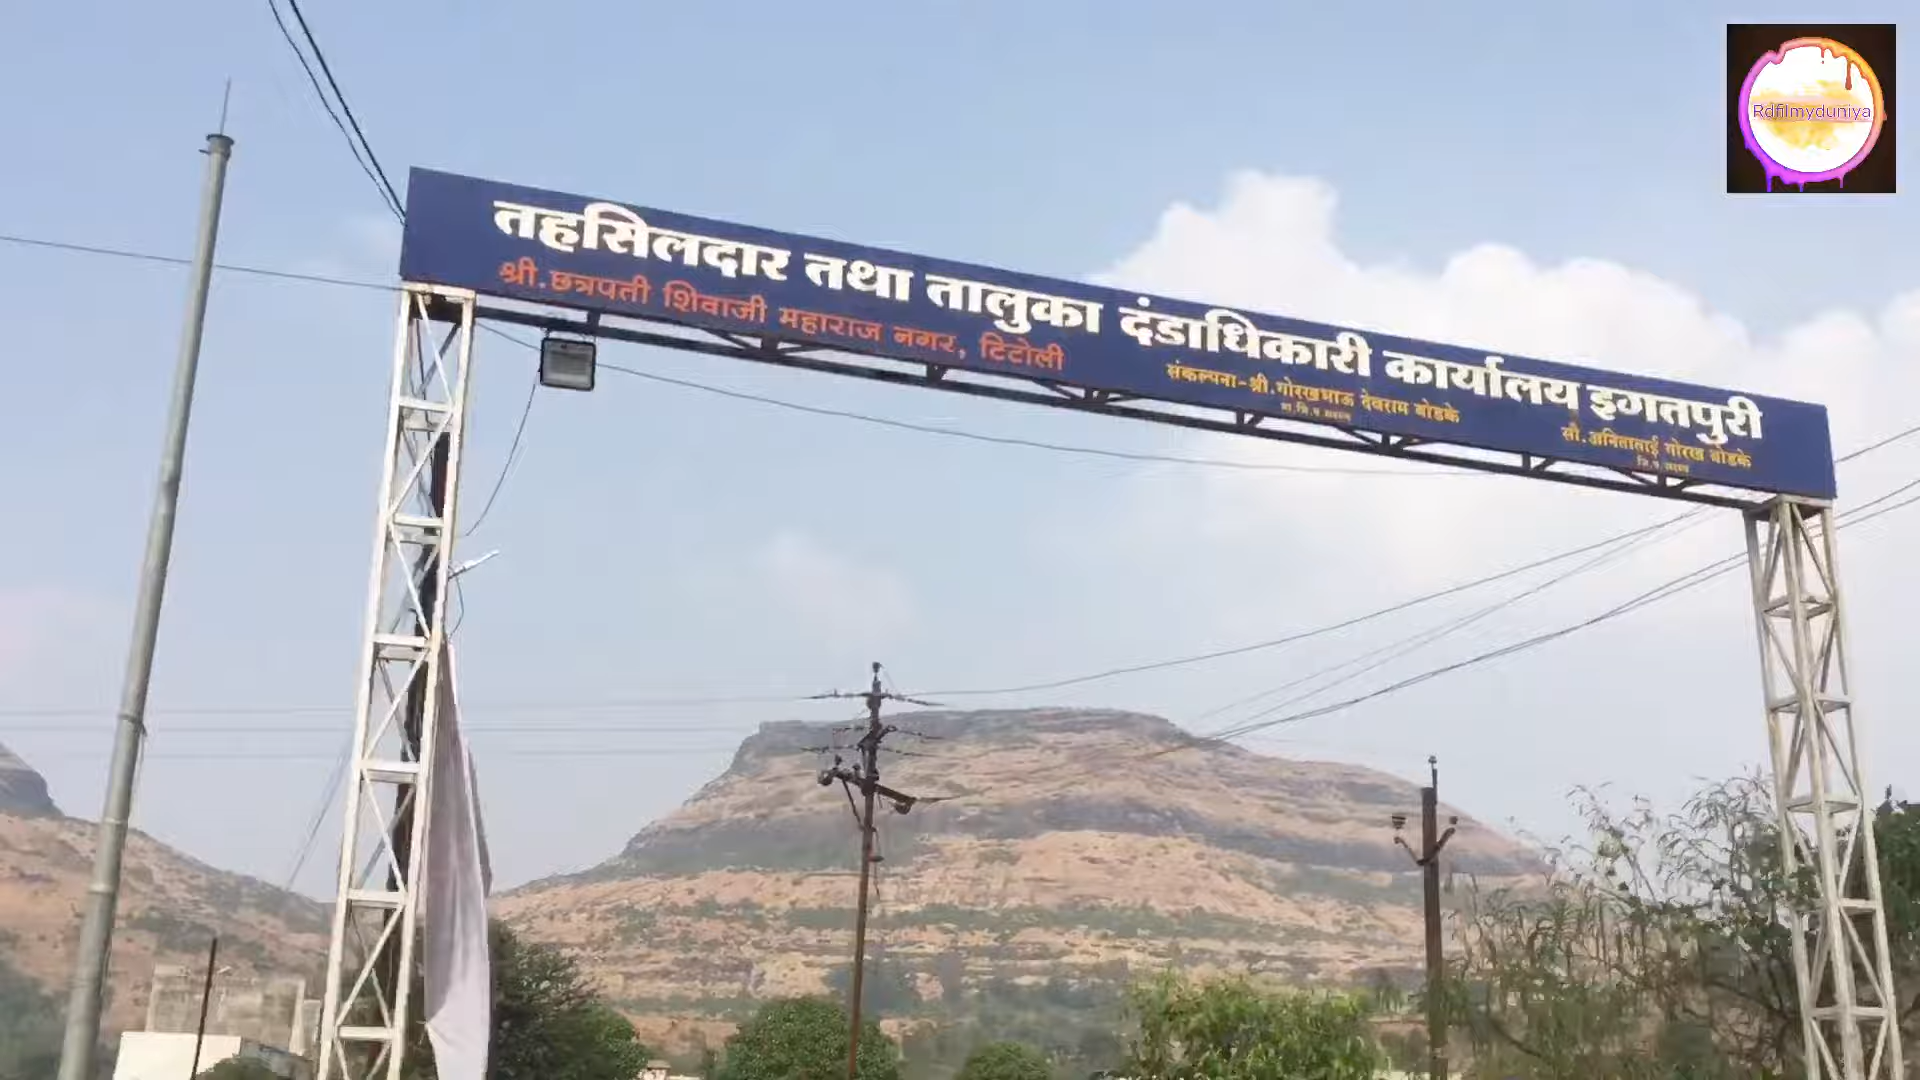 तहसिलदार तथा तालुका दंडाधिकारी कार्यालय इगतपुरी
श्री.छत्रपती शिवाजी महाराज नगर, टिटोली
संकल्पना-श्री.गोरखभाऊ देवराम बोडके
सौ.अनिताताई गोरख बोडके
Rdfilmyduniya